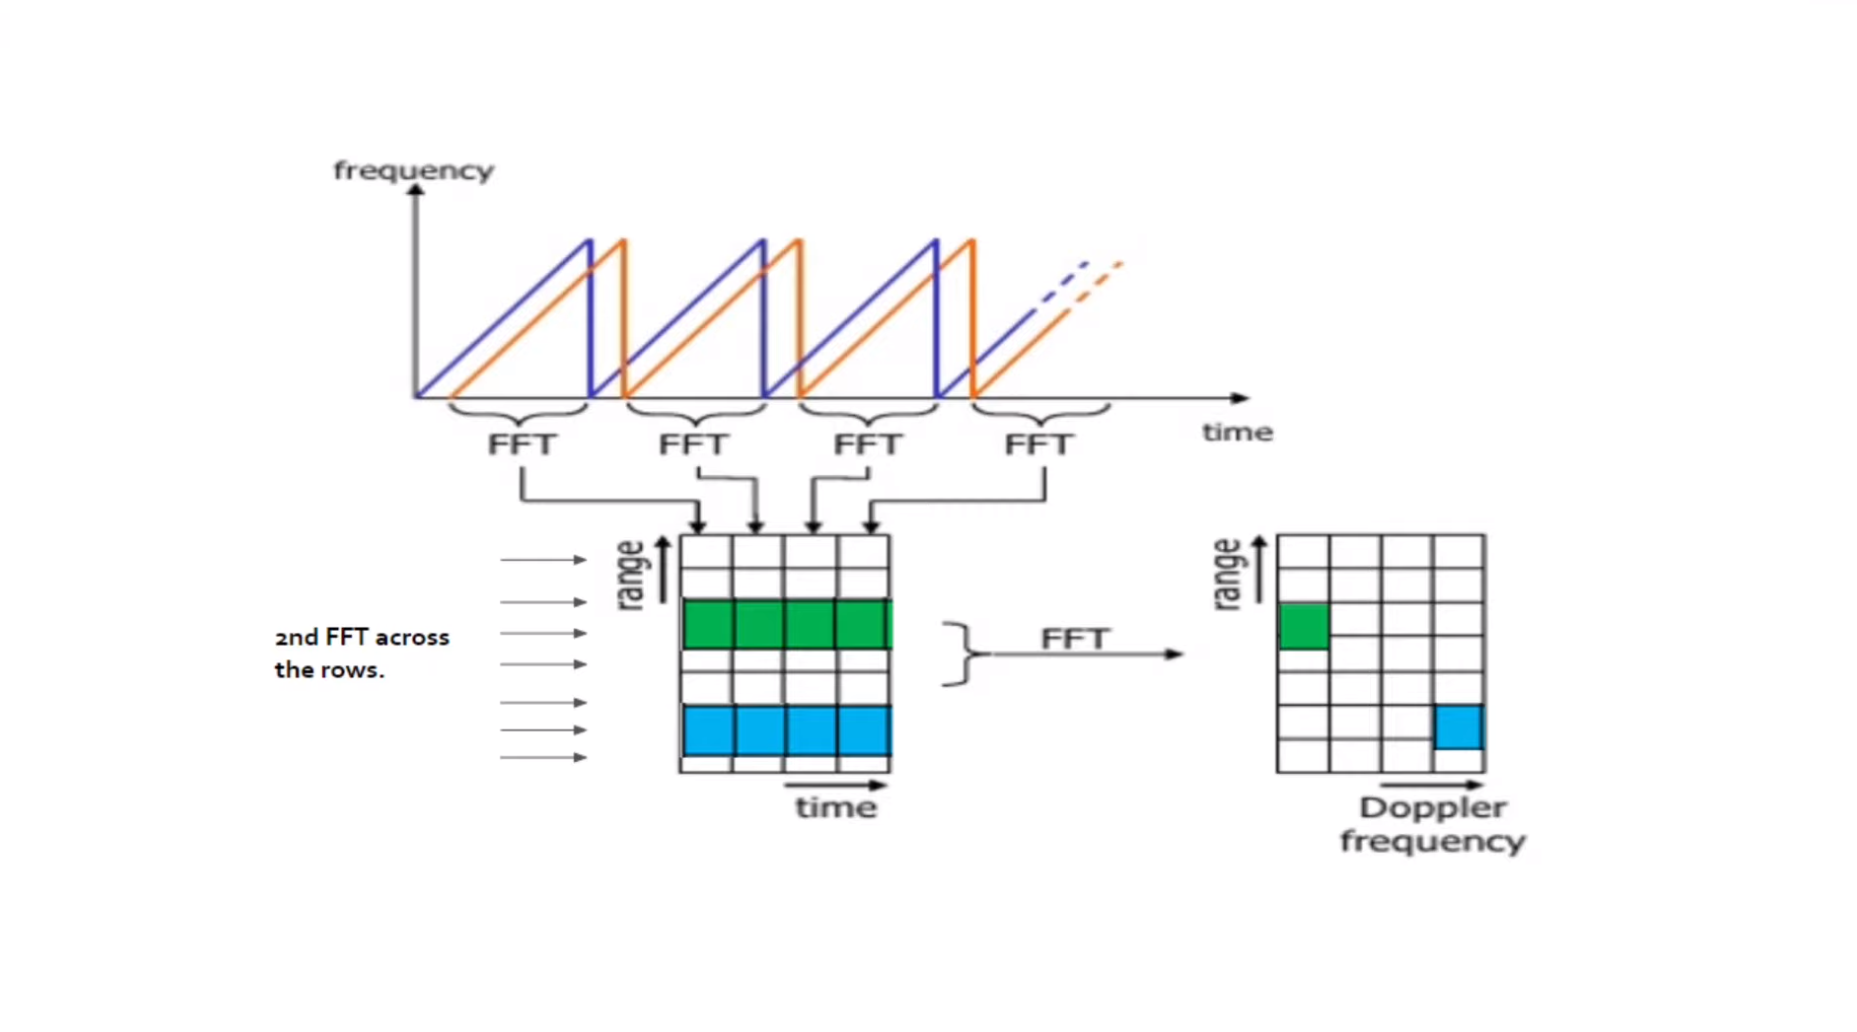 frequency
time
FFT
FFT
FFT
FFT
range
2nd FFT across
the rows.
time
FFT
range
Doppler
frequency